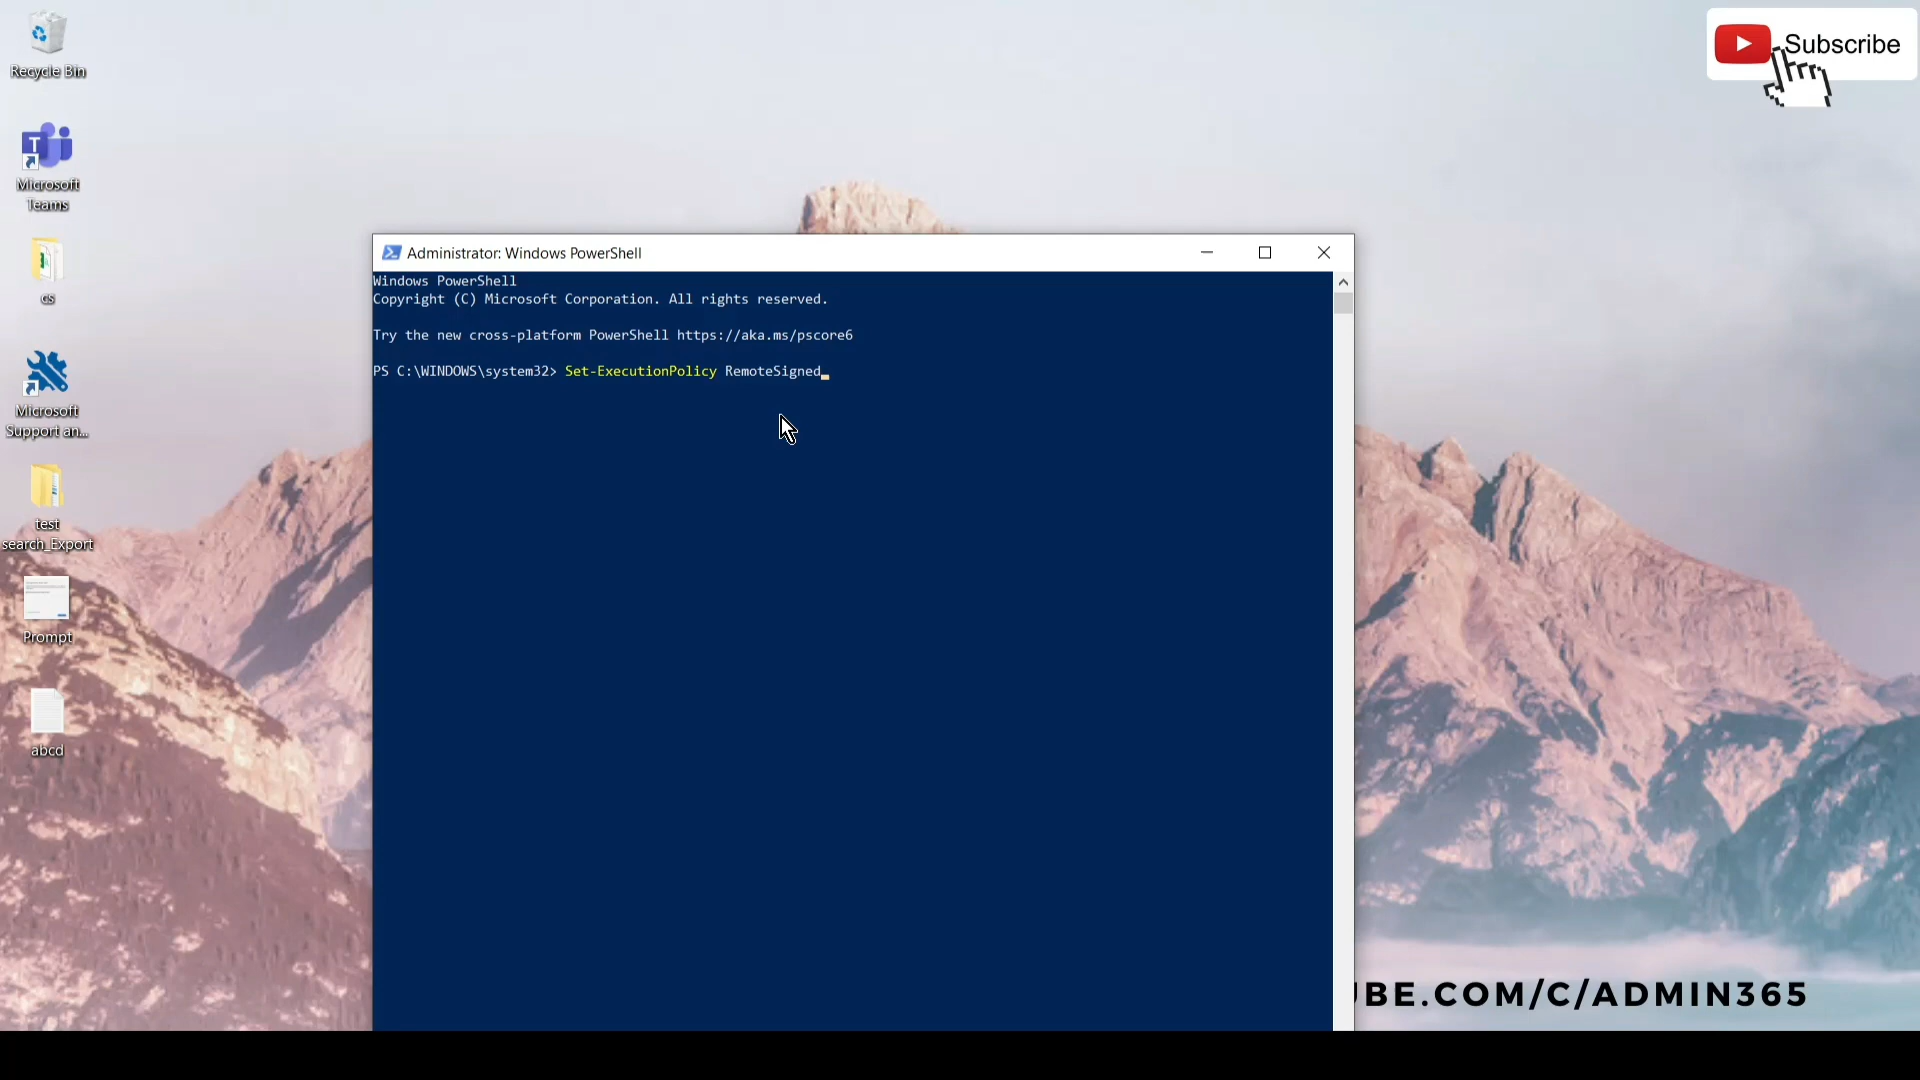 Recycle Bin
Microsoft
Teams
cs
Microsoft
Support an...
test
search_Export
Prompt
abcd
Subscribe
Administrator: Windows PowerShell
Windows PowerShell
Copyright (C) Microsoft Corporation. All rights reserved.
Try the new cross-platform PowerShell https://aka.ms/pscore6
PS C:\WINDOWS\system32> Set-ExecutionPolicy RemoteSigned
UBE.COM/C/ADMIN365